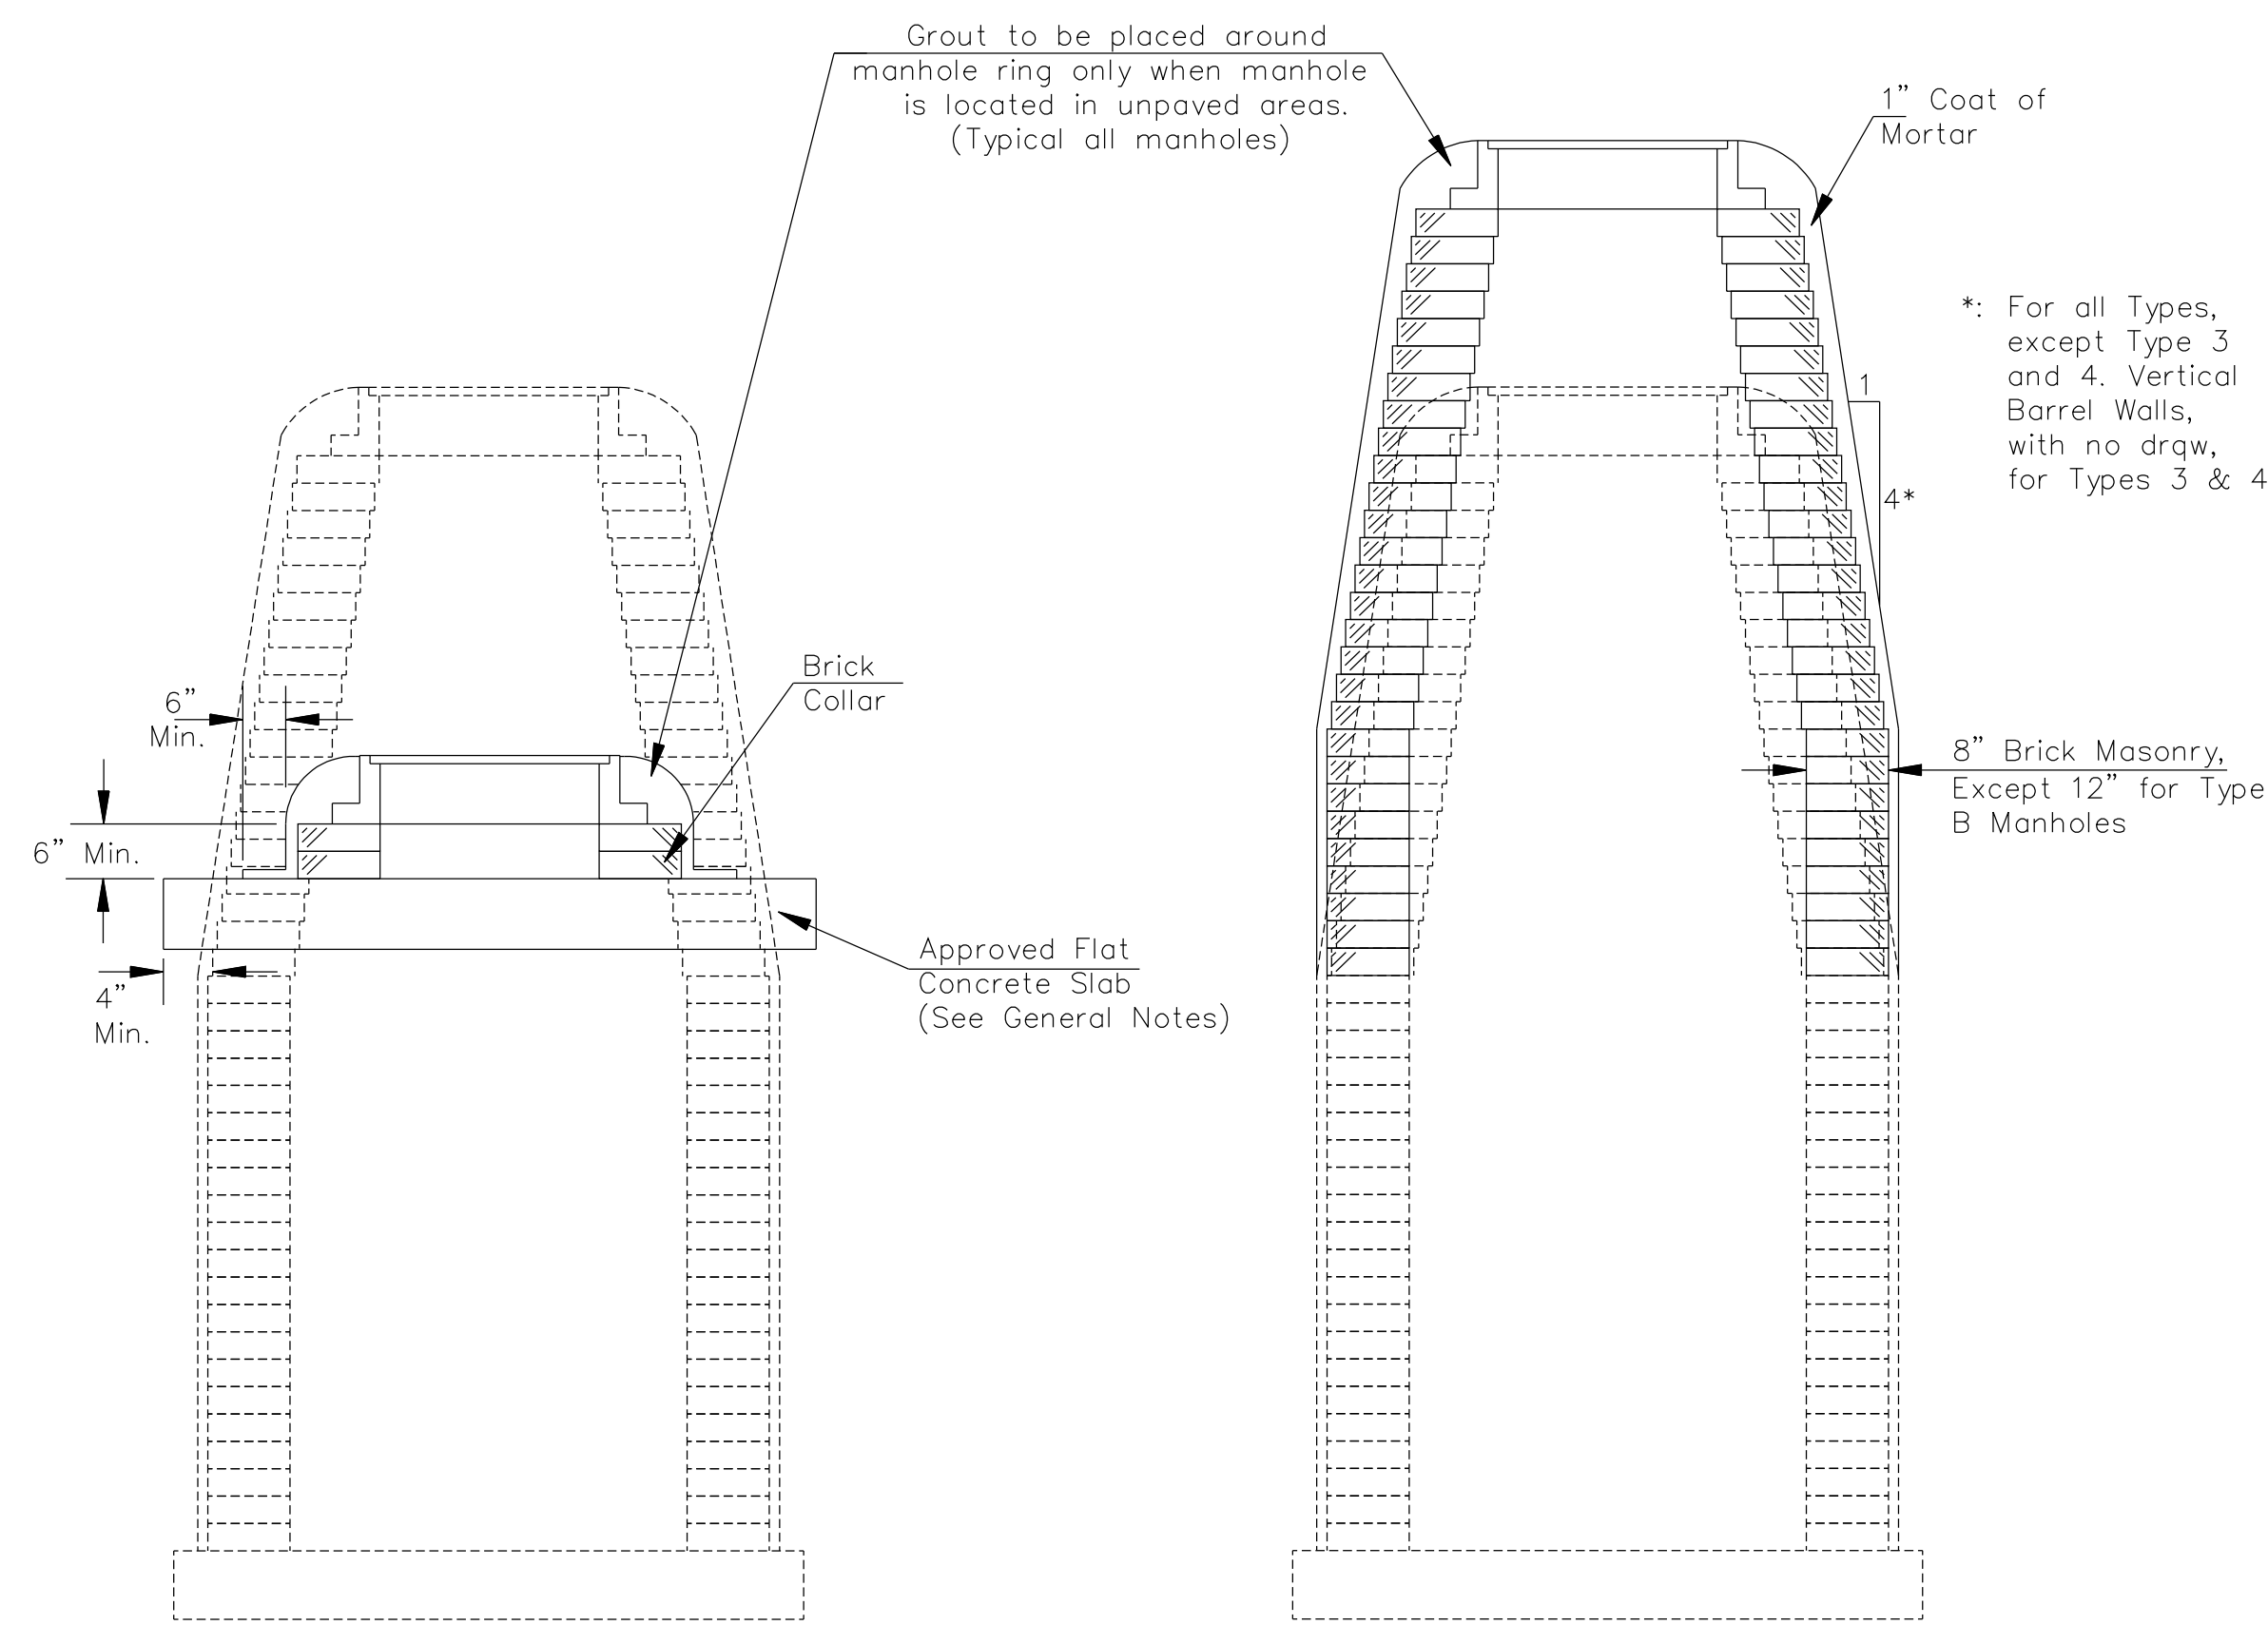 Grout to be placed around
manhole ring only when manhole
is located in unpaved areas.
(Typical all manholes)
1" Coat of
Mortar
*: For all Types,
except Type 3
and 4. Vertical
Barrel Walls,
with no drqw,
for Types 3 & 4
1
4*
Brick
Collar
6"
Min.
6" Min.
8" Brick Masonry,
Except 12" for Type
B Manholes
Approved Flat
Concrete Slab
(See General Notes)
4"
Min.